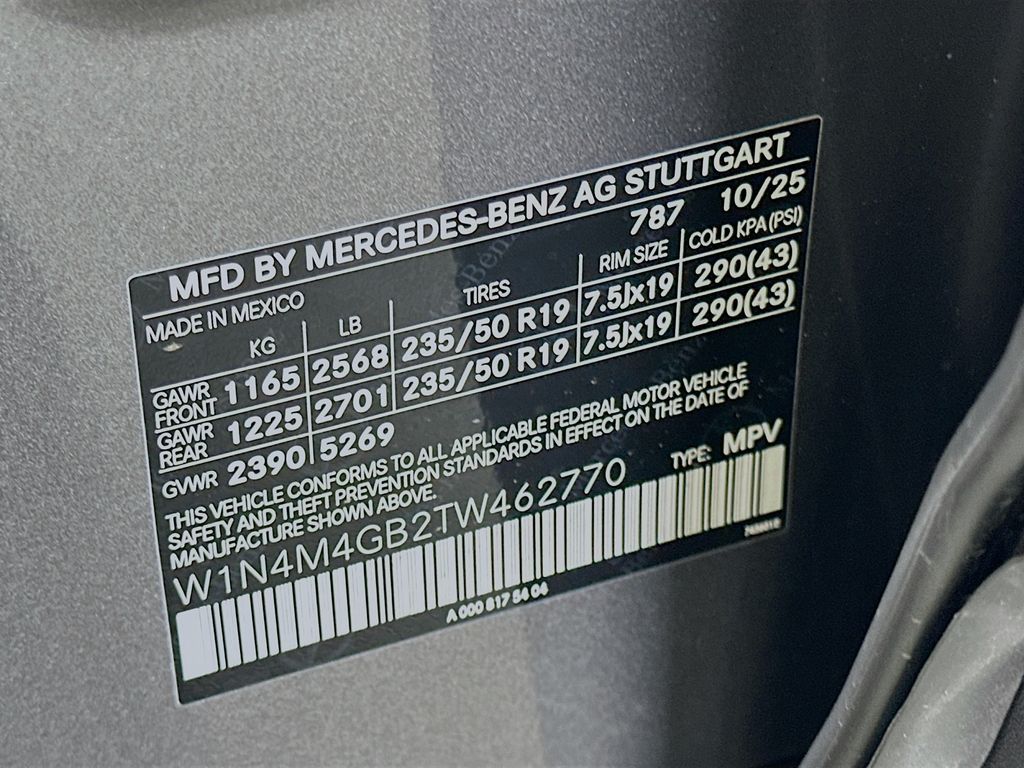 MFD BY MERCEDES-BENZ AG STUTTGART
MADE IN MEXICO 787 10/25
KG LB TIRES RIM SIZE COLD KPA (PSI)
GAWR FRONT 1165 2568 235/50 R19 7.5Jx19 290(43)
GAWR REAR 1225 2701 235/50 R19 7.5Jx19 290(43)
GVWR 2390 5269
THIS VEHICLE CONFORMS TO ALL APPLICABLE FEDERAL MOTOR VEHICLE
SAFETY AND THEFT PREVENTION STANDARDS IN EFFECT ON THE DATE OF
MANUFACTURE SHOWN ABOVE.
W1N4M4GB2TW462770 TYPE: MPV
A 000 817 54 04